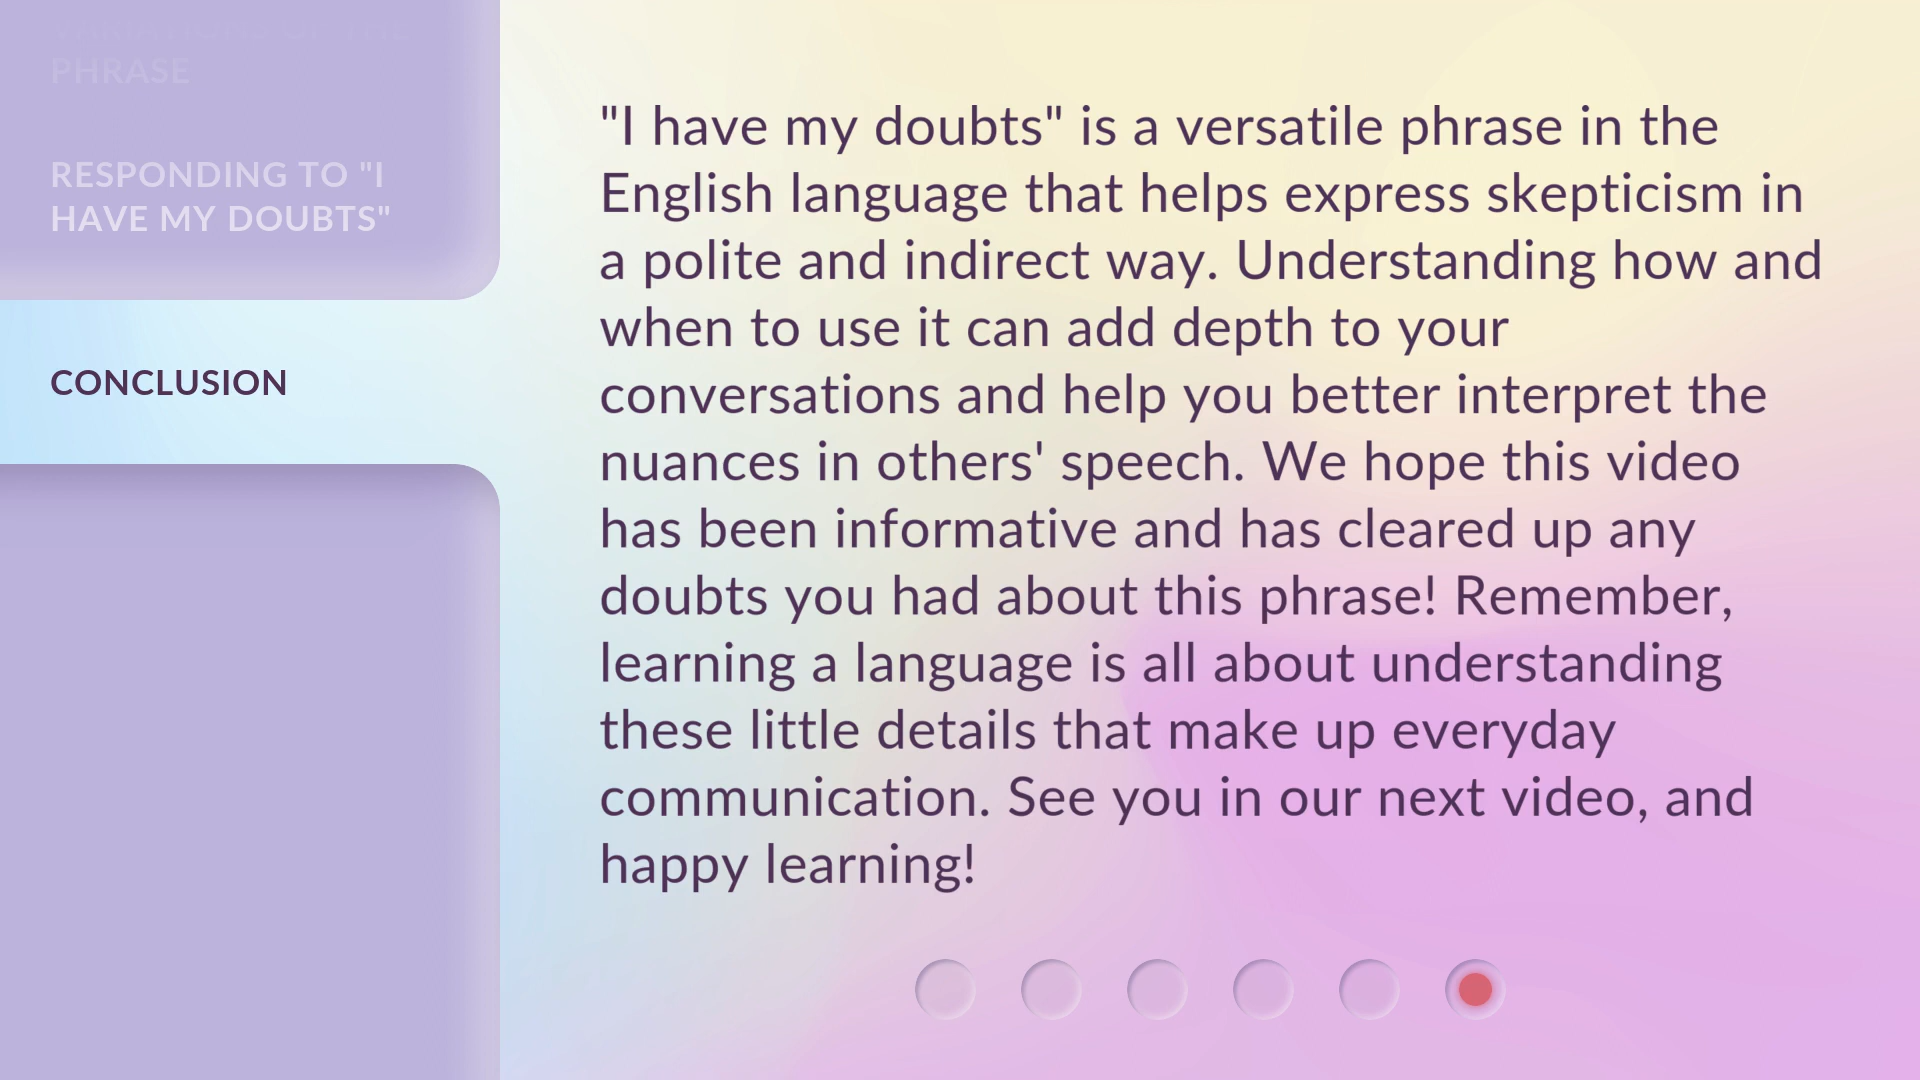 VARIATIONS OF THE
PHRASE
RESPONDING TO "I
HAVE MY DOUBTS"
CONCLUSION
"I have my doubts" is a versatile phrase in the
English language that helps express skepticism in
a polite and indirect way. Understanding how and
when to use it can add depth to your
conversations and help you better interpret the
nuances in others' speech. We hope this video
has been informative and has cleared up any
doubts you had about this phrase! Remember,
learning a language is all about understanding
these little details that make up everyday
communication. See you in our next video, and
happy learning!